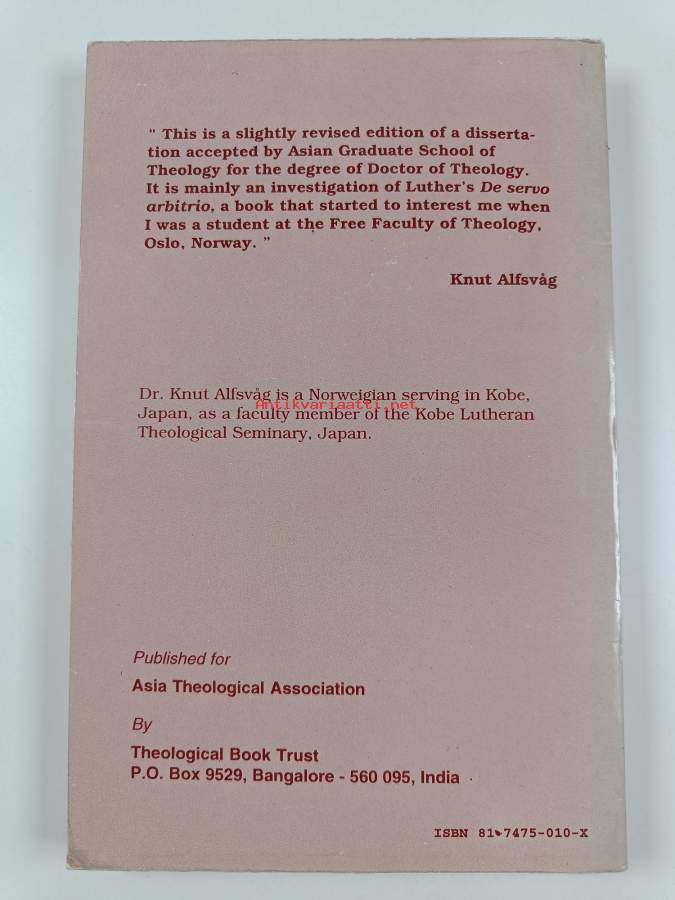 " This is a slightly revised edition of a disserta-
tion accepted by Asian Graduate School of
Theology for the degree of Doctor of Theology.
It is mainly an investigation of Luther's De servo
arbitrio, a book that started to interest me when
I was a student at the Free Faculty of Theology,
Oslo, Norway. "
Knut Alfsvåg
Dr. Knut Alfsvåg is a Norweigian serving in Kobe,
Antikvariaatti.net
Japan, as a faculty member of the Kobe Lutheran
Theological Seminary, Japan.
Published for
Asia Theological Association
By
Theological Book Trust
P.O. Box 9529, Bangalore - 560 095, India
ISBN 81-7475-010-X